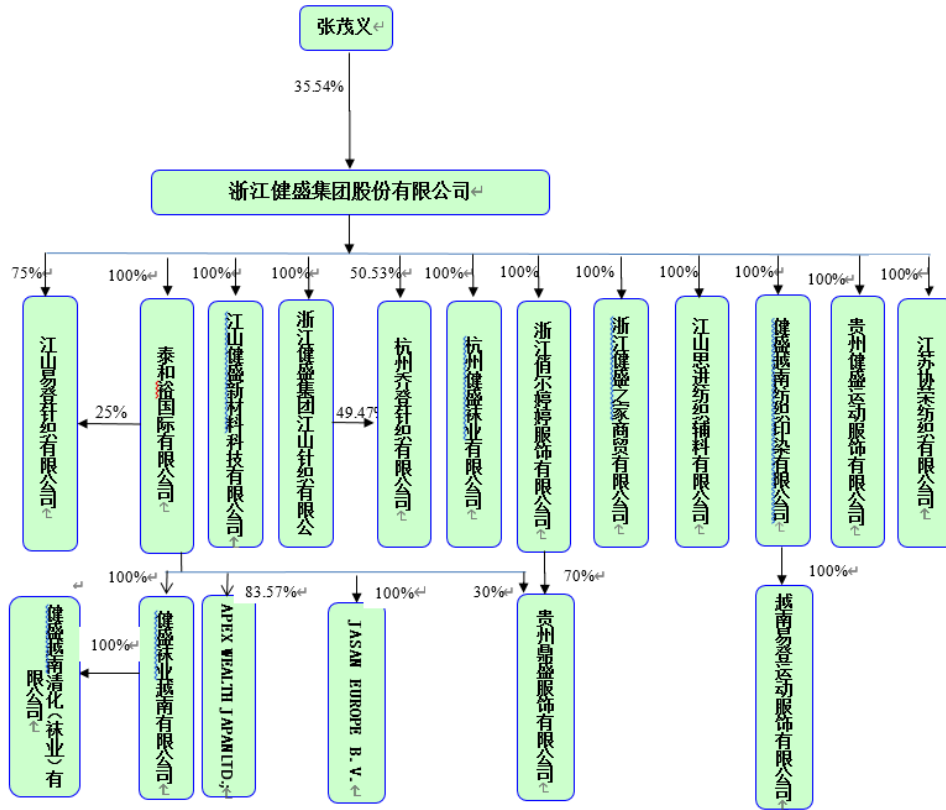 张茂义
35.54%
浙江健盛集团股份有限公司
75%
100%
100%
100%
50.53%
100%
100%
100%
100%
100%
100%
100%
江山易登针织有限公司
25%
泰和裕国际有限公司
江山健盛新材料科技有限公司
浙江健盛集团江山针织有限公
49.47%
杭州乔登针织有限公司
杭州健盛袜业有限公司
浙江俏尔婷婷服饰有限公司
浙江健盛之家商贸有限公司
江山思进纺织辅料有限公司
健盛越南纺织印染有限公司
贵州健盛运动服饰有限公司
江苏协荣纺织有限公司
100%
83.57%
100%
30%
70%
100%
健盛越南清化（袜业）有
限公司
100%
健盛袜业越南有限公司
APEX WEALTH JAPAN LTD.,
JASAN EUROPE B.V.
贵州鼎盛服饰有限公司
越南易登运动服饰有限公司